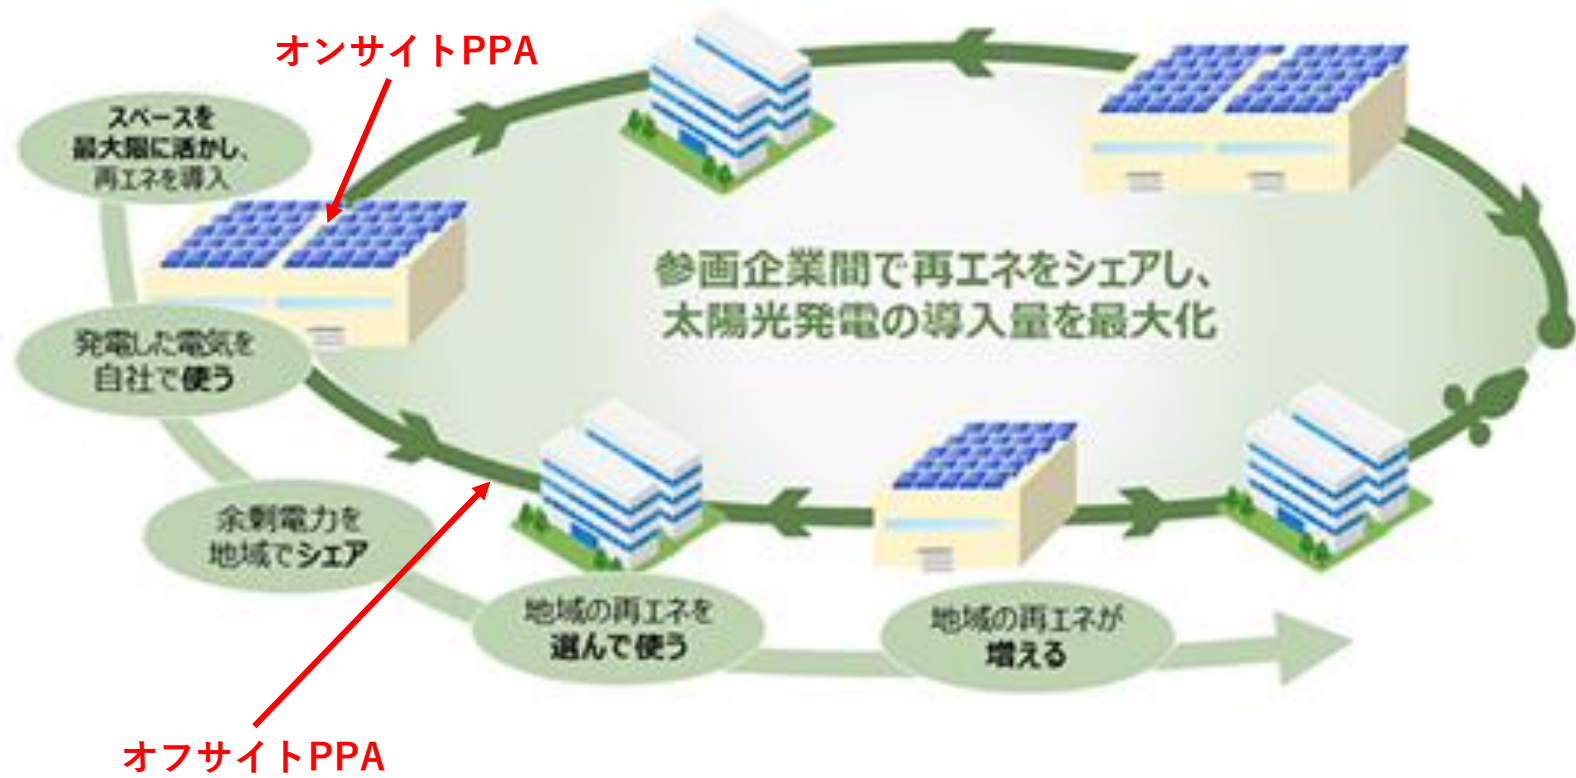 オンサイトPPA
スペースを
最大限に活かし、
再エネを導入
参画企業間で再エネをシェアし、
太陽光発電の導入量を最大化
発電した電気を
自社で使う
余剰電力を
地域でシェア
地域の再エネを
選んで使う
地域の再エネが
増える
オフサイトPPA